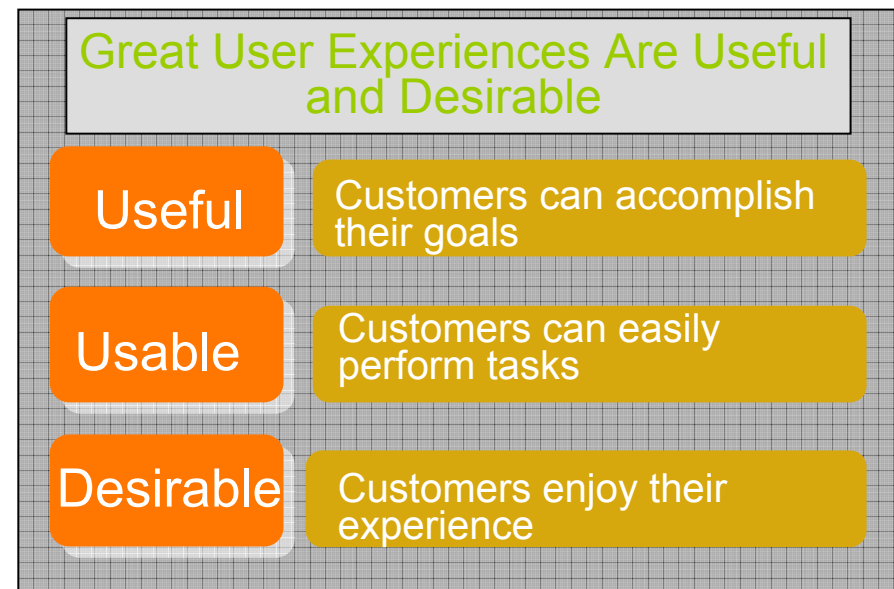 Great User Experiences Are Useful
and Desirable
Useful
Customers can accomplish
their goals
Usable
Customers can easily
perform tasks
Desirable
Customers enjoy their
experience